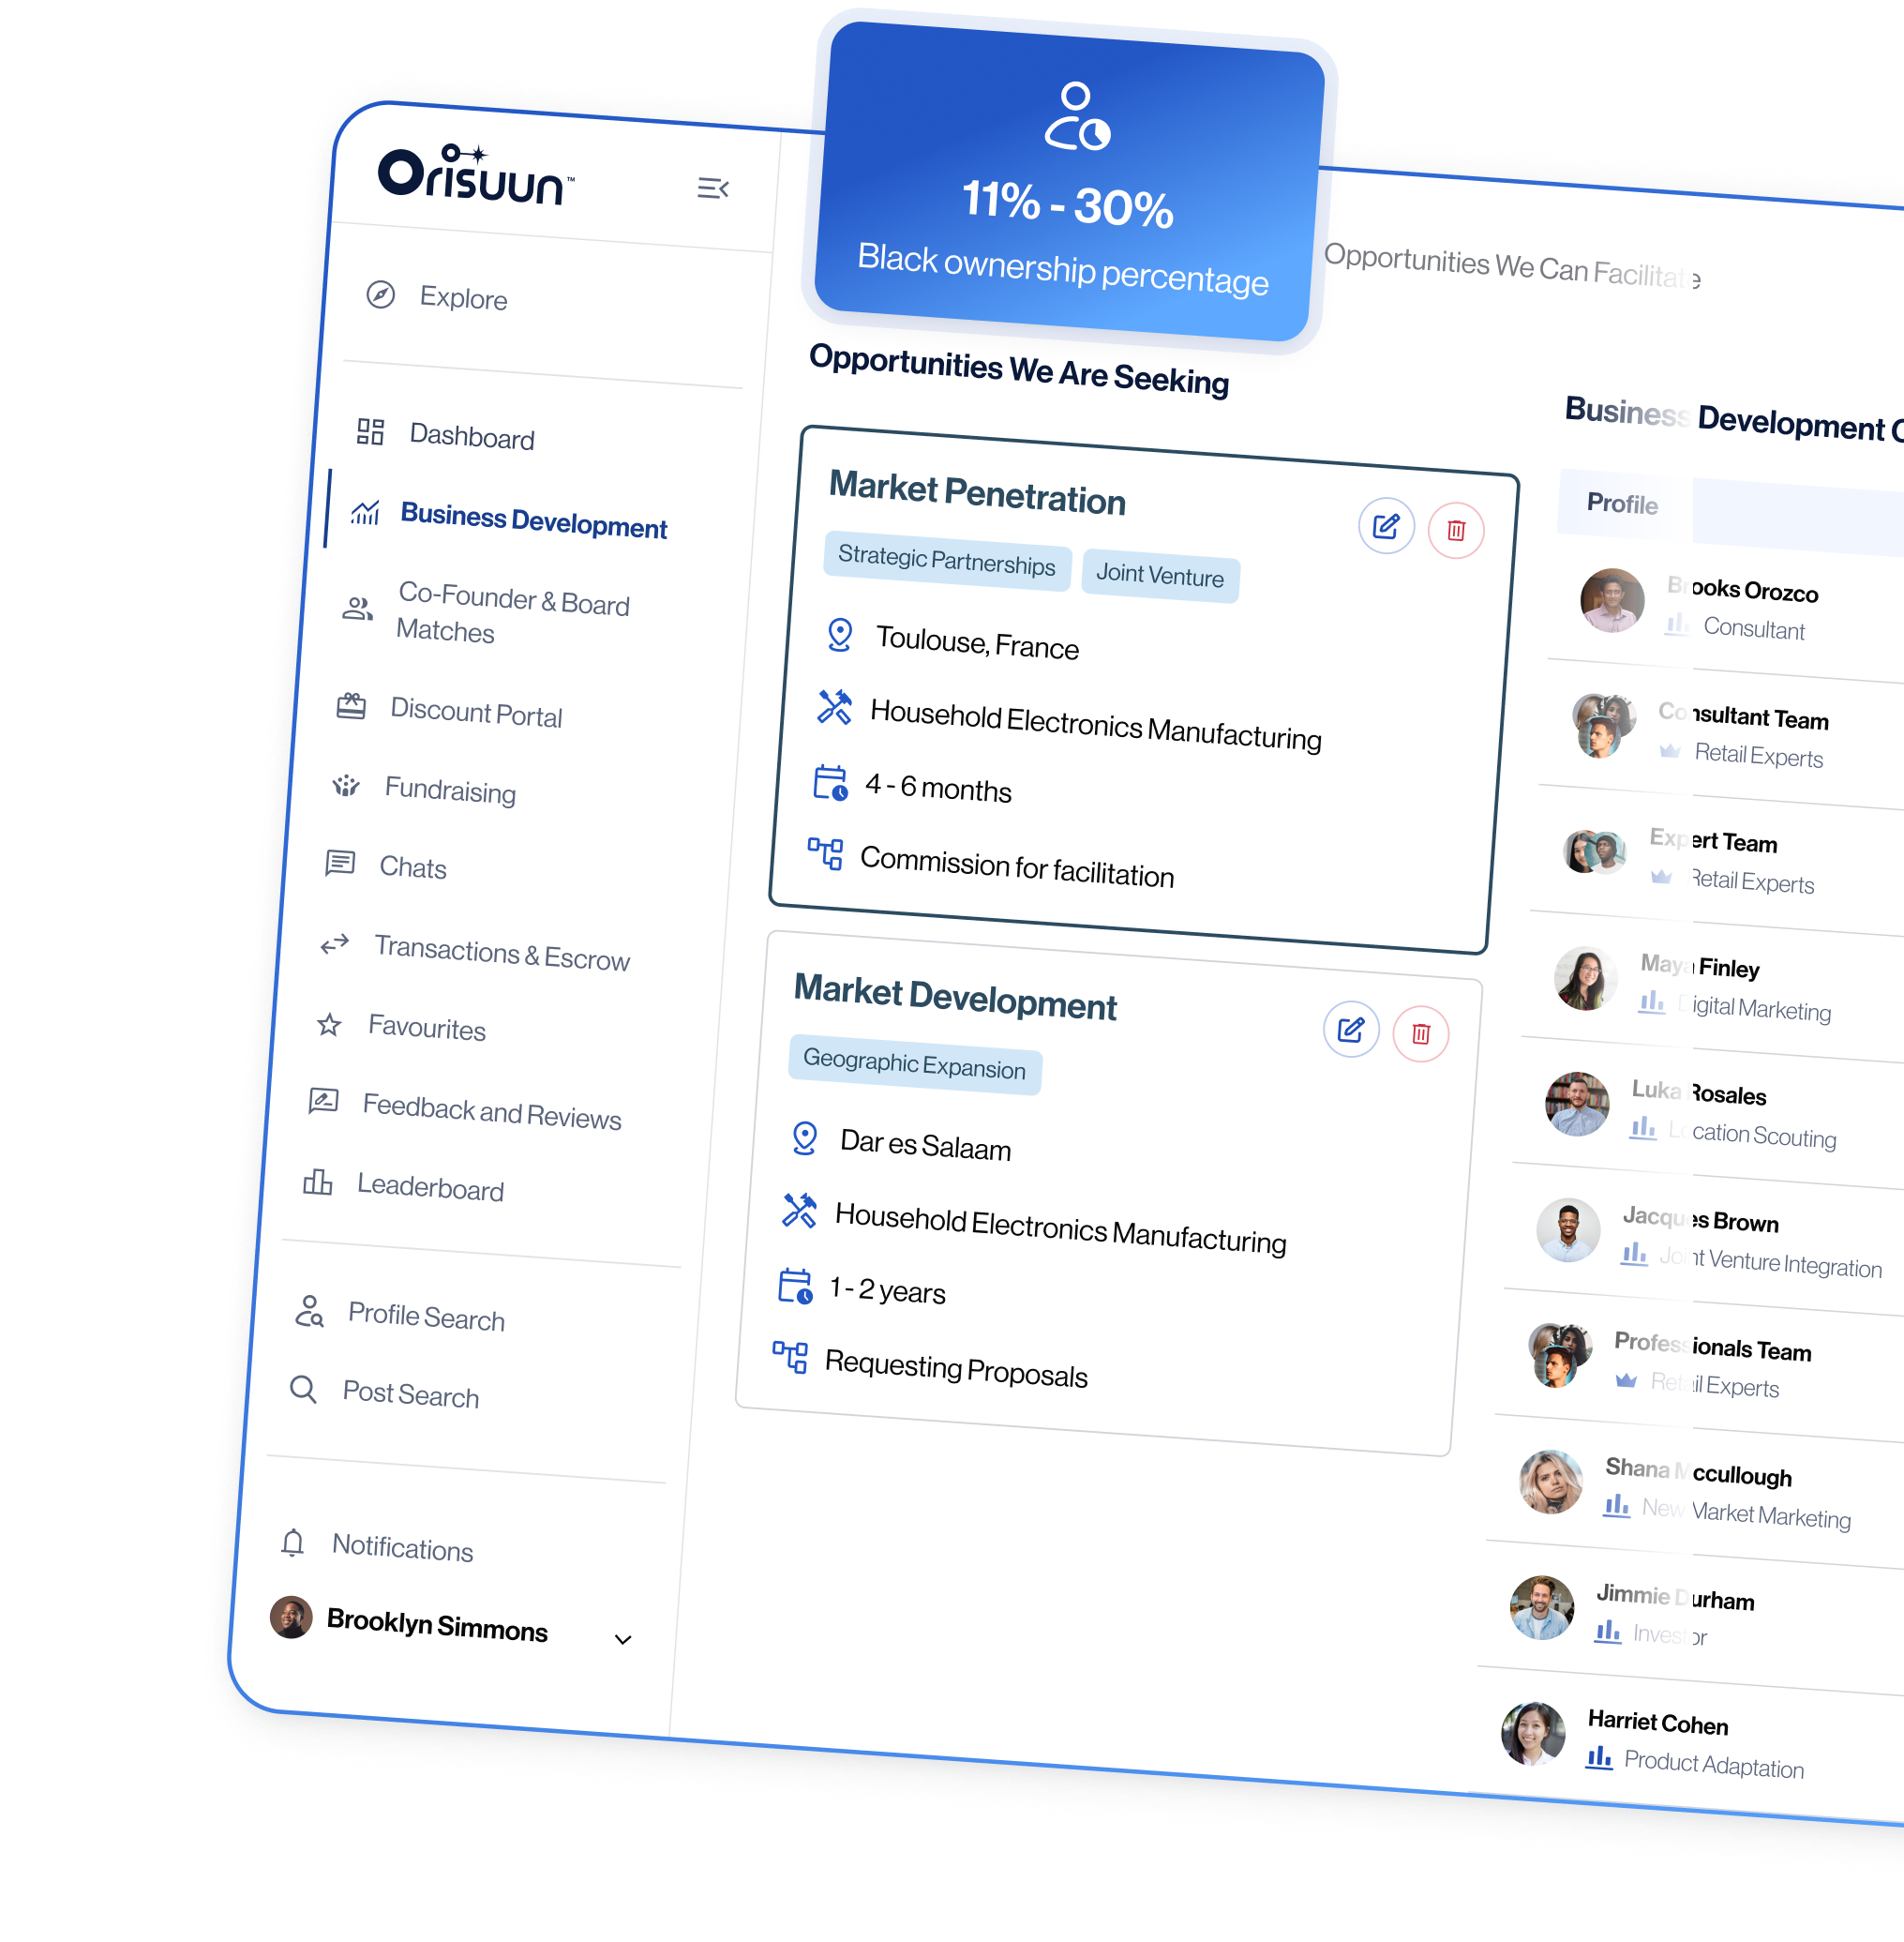 Orisuun™
Explore
Dashboard
Business Development
Co-Founder & Board
Matches
Discount Portal
Fundraising
Chats
Transactions & Escrow
Favourites
Feedback and Reviews
Leaderboard
Profile Search
Post Search
Notifications
Brooklyn Simmons
11% - 30%
Black ownership percentage
Opportunities We Can Facilitate
Opportunities We Are Seeking
Market Penetration
Strategic Partnerships
Joint Venture
Toulouse, France
Household Electronics Manufacturing
4 - 6 months
Commission for facilitation
Market Development
Geographic Expansion
Dar es Salaam
Household Electronics Manufacturing
1 - 2 years
Requesting Proposals
Business Development
Profile
Brooks Orozco
Consultant
Consultant Team
Retail Experts
Expert Team
Retail Experts
Maya Finley
Digital Marketing
Luka Rosales
Location Scouting
Jacques Brown
Joint Venture Integration
Professionals Team
Retail Experts
Shana Mccullough
New Market Marketing
Jimmie Durham
Investor
Harriet Cohen
Product Adaptation